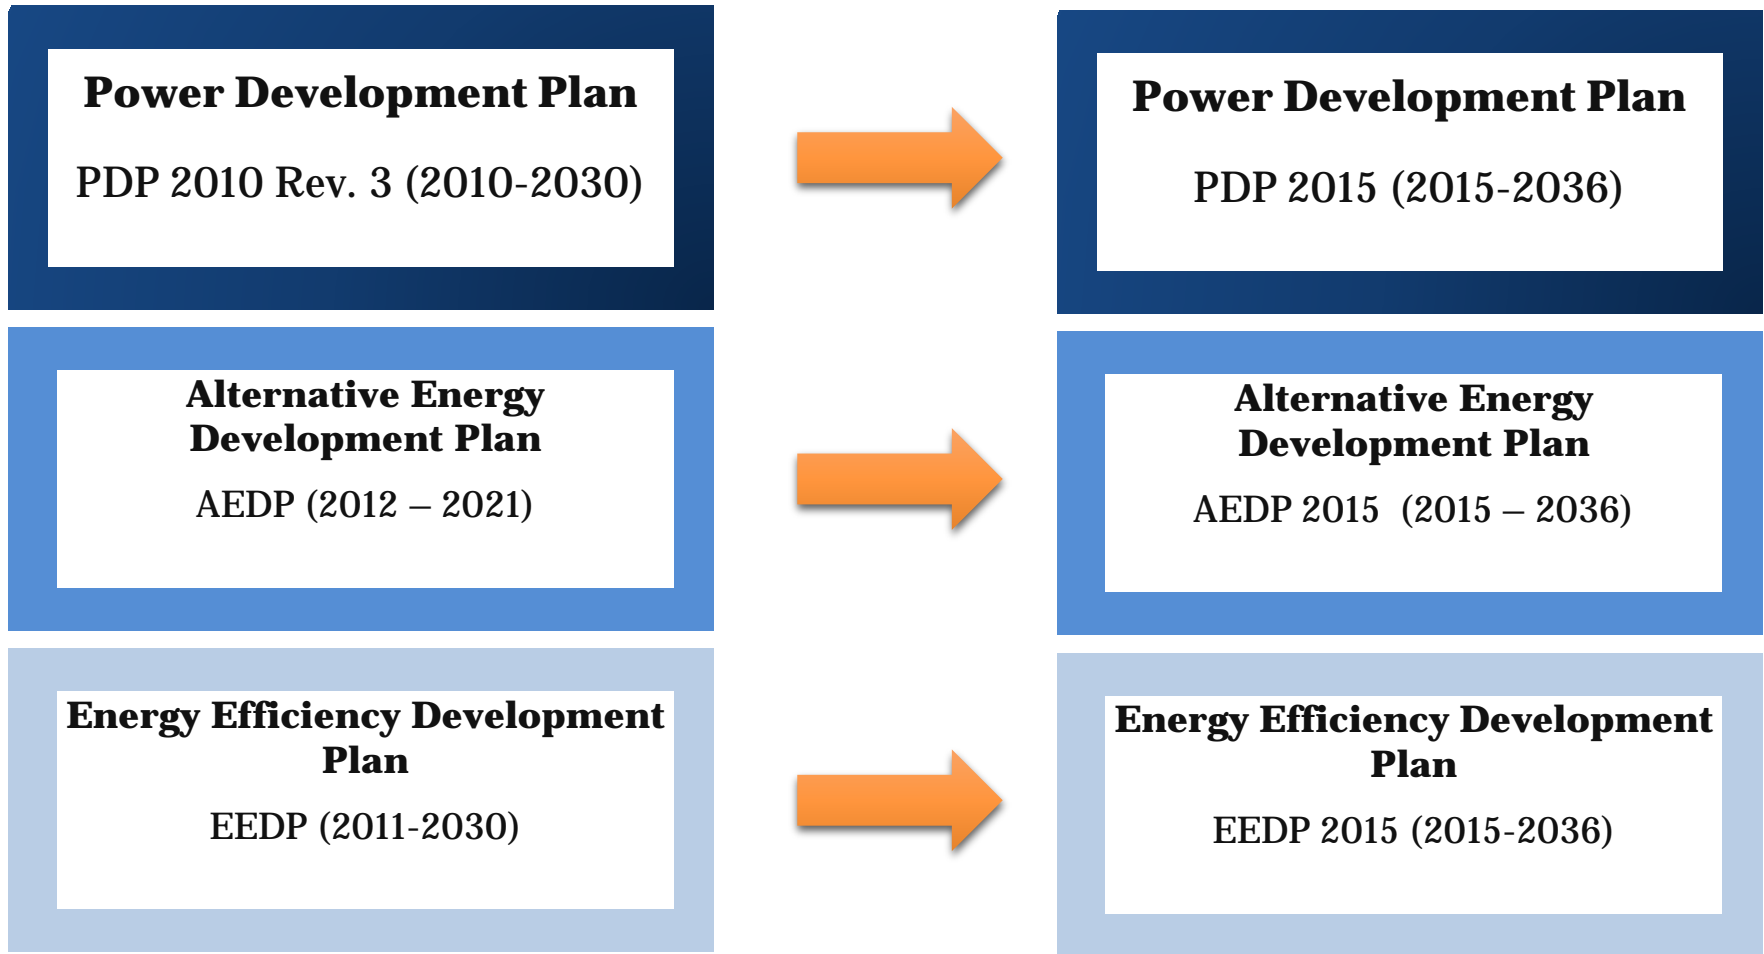 Power Development Plan
PDP 2010 Rev. 3 (2010-2030)
Power Development Plan
PDP 2015 (2015-2036)
Alternative Energy
Development Plan
AEDP (2012 – 2021)
Alternative Energy
Development Plan
AEDP 2015  (2015 – 2036)
Energy Efficiency Development
Plan
EEDP (2011-2030)
Energy Efficiency Development
Plan
EEDP 2015 (2015-2036)